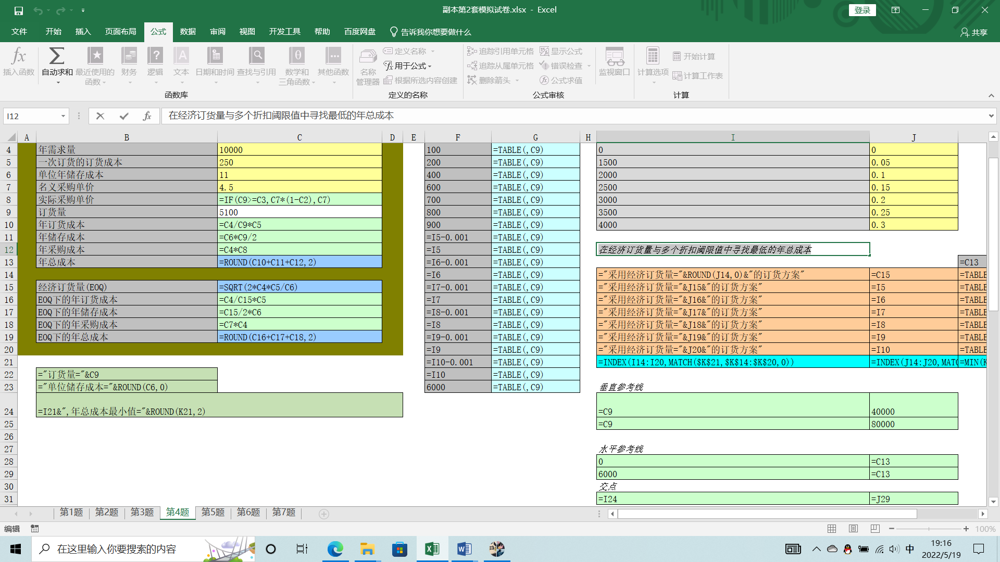 副本第2套模拟试卷.xlsx - Excel
登录
文件 开始 插入 页面布局 公式 数据 审阅 视图 开发工具 帮助 百度网盘 告诉我你想要做什么 共享
插入函数 自动求和 最近使用的函数 财务 逻辑 文本 日期和时间 查找与引用 数学和三角函数 其他函数
函数库
名称管理器 定义名称 用于公式 根据所选内容创建
定义的名称
追踪引用单元格 追踪从属单元格 删除箭头 显示公式 错误检查 公式求值
公式审核
监视窗口 计算选项 开始计算 计算工作表
计算
I12 在经济订货量与多个折扣阈限值中寻找最低的年总成本
A B C D E F G H I J
4 年需求量 10000 100 =TABLE(,C9) 0 0
5 一次订货的订货成本 250 200 =TABLE(,C9) 1500 0.05
6 单位年储存成本 11 400 =TABLE(,C9) 2000 0.1
7 名义采购单价 4.5 600 =TABLE(,C9) 2500 0.15
8 实际采购单价 =IF(C9>=C3,C7*(1-C2),C7) 700 =TABLE(,C9) 3000 0.2
9 订货量 5100 800 =TABLE(,C9) 3500 0.25
10 年订货成本 =C4/C9*C5 900 =TABLE(,C9) 4000 0.3
11 年储存成本 =C6*C9/2 =I5-0.001 =TABLE(,C9)
12 年采购成本 =C4*C8 =I5 =TABLE(,C9) 在经济订货量与多个折扣阈限值中寻找最低的年总成本
13 年总成本 =ROUND(C10+C11+C12,2) =I6-0.001 =TABLE(,C9) =C13
14 =I6 =TABLE(,C9) ="采用经济订货量="&ROUND(J14,0)&"的订货方案" =C15 =TABLE
15 经济订货量(EOQ) =SQRT(2*C4*C5/C6) =I7-0.001 =TABLE(,C9) ="采用经济订货量="&J15&"的订货方案" =I5 =TABLE
16 EOQ下的年订货成本 =C4/C15*C5 =I7 =TABLE(,C9) ="采用经济订货量="&J16&"的订货方案" =I6 =TABLE
17 EOQ下的年储存成本 =C15/2*C6 =I8-0.001 =TABLE(,C9) ="采用经济订货量="&J17&"的订货方案" =I7 =TABLE
18 EOQ下的年采购成本 =C7*C4 =I8 =TABLE(,C9) ="采用经济订货量="&J18&"的订货方案" =I8 =TABLE
19 EOQ下的年总成本 =ROUND(C16+C17+C18,2) =I9-0.001 =TABLE(,C9) ="采用经济订货量="&J19&"的订货方案" =I9 =TABLE
20 =I9 =TABLE(,C9) ="采用经济订货量="&J20&"的订货方案" =I10 =TABLE
21 =I10-0.001 =TABLE(,C9) =INDEX(I14:I20,MATCH($K$21,$K$14:$K$20,0)) =INDEX(J14:J20,MATC =MIN(K
22 ="订货量="&C9 =I10 =TABLE(,C9)
23 ="单位储存成本="&ROUND(C6,0) 6000 =TABLE(,C9) 垂直参考线
24 =I21&",年总成本最小值="&ROUND(K21,2) =C9 40000
25 =C9 80000
26
27 水平参考线
28 0 =C13
29 6000 =C13
30 交点
31 =I24 =J29
第1题 第2题 第3题 第4题 第5题 第6题 第7题
编辑 100%
在这里输入你要搜索的内容 中 19:16
2022/5/19